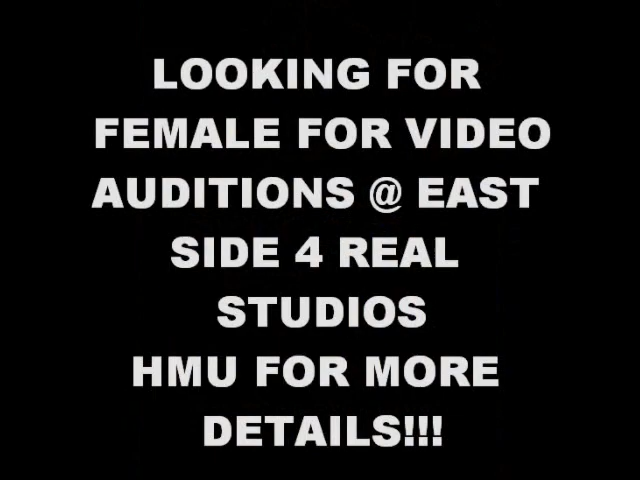 LOOKING FOR
FEMALE FOR VIDEO
AUDITIONS @ EAST
SIDE 4 REAL
STUDIOS
HMU FOR MORE
DETAILS!!!